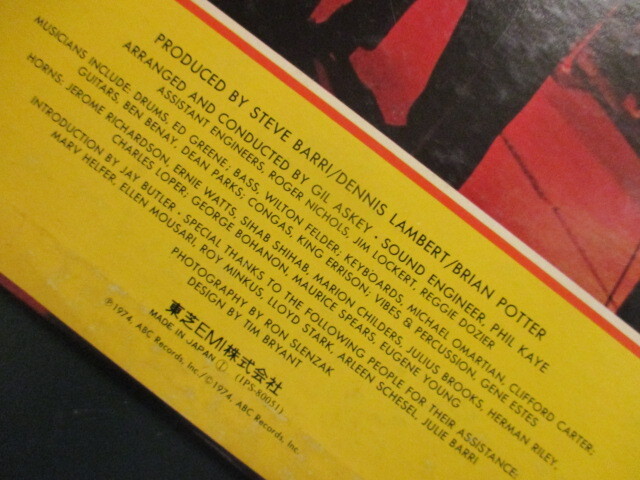 PRODUCED BY STEVE BARRI/DENNIS LAMBERT/BRIAN POTTER
ARRANGED AND CONDUCTED BY GIL ASKEY • SOUND ENGINEER, PHIL KAYE
ASSISTANT ENGINEERS, ROGER NICHOLS, JIM LOCKERT, REGGIE DOZIER
MUSICIANS INCLUDE: DRUMS, ED GREENE, BASS, WILTON FELDER, KEYBOARDS, MICHAEL OMARTIAN, CLIFFORD CARTER;
GUITARS, BEN BENAY, DEAN PARKS; CONGAS, KING ERRISON; VIBES & PERCUSSION, GENE ESTES
HORNS, JEROME RICHARDSON, ERNIE WATTS, SIHAB SHIHAB, MARION CHILDERS, JULIUS BROOKS, HERMAN RILEY,
CHARLES LOPER, GEORGE BOHANON, MAURICE SPEARS, EUGENE YOUNG
INTRODUCTION BY JAY BUTLER • SPECIAL THANKS TO THE FOLLOWING PEOPLE FOR THEIR ASSISTANCE,
MARV HELFER, ELLEN MOUSARI, ROY MINKUS, LLOYD STARK, ARLEEN SCHESEL, JULIE BARRI
PHOTOGRAPHY BY RON SLENZAK
DESIGN BY TIM BRYANT
東芝EMI株式会社
MADE IN JAPAN ① (IPS-80051)
℗1974, ABC Records, Inc./©1974, ABC Records, Inc.